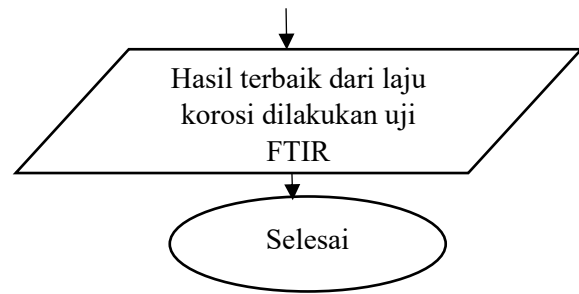 Hasil terbaik dari laju
korosi dilakukan uji
FTIR
Selesai